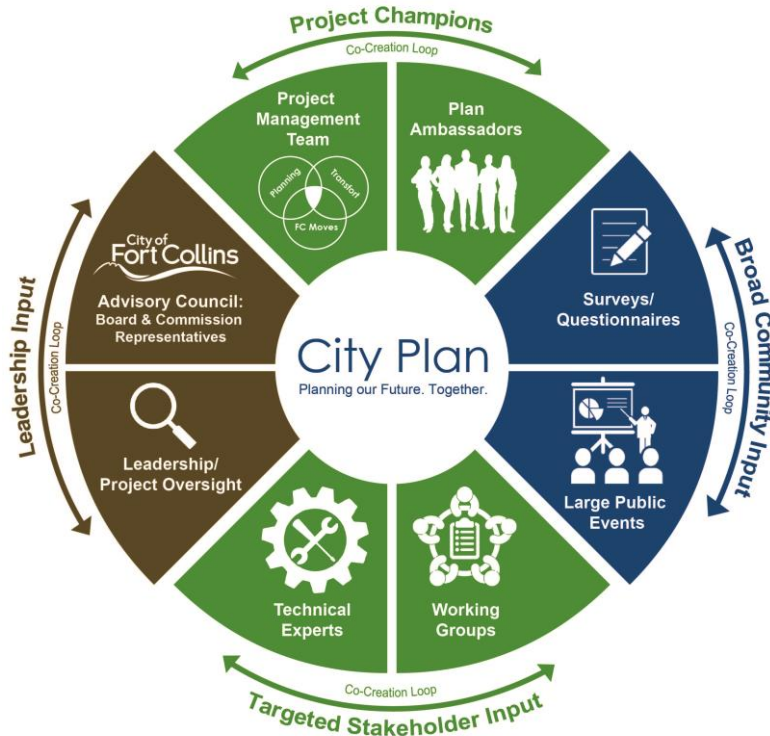 Project Champions
Co-Creation Loop
Project
Management
Team
Planning
Transfort
FC Moves
Plan
Ambassadors
Broad Community Input
Co-Creation Loop
Surveys/
Questionnaires
Large Public
Events
Targeted Stakeholder Input
Co-Creation Loop
Working
Groups
Technical
Experts
Leadership Input
Co-Creation Loop
Leadership/
Project Oversight
City of
Fort Collins
Advisory Council:
Board & Commission
Representatives
City Plan
Planning our Future. Together.